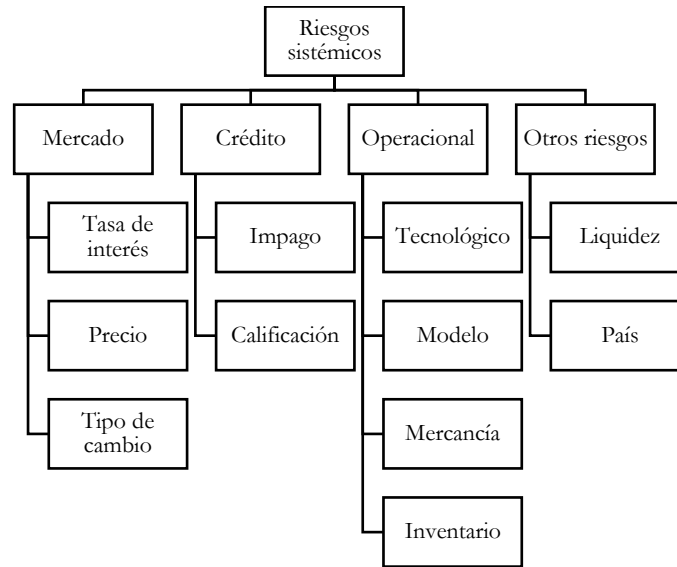 Riesgos
sistémicos
Mercado
Crédito
Operacional
Otros riesgos
Tasa de
interés
Impago
Tecnológico
Liquidez
Precio
Calificación
Modelo
País
Tipo de
cambio
Mercancía
Inventario